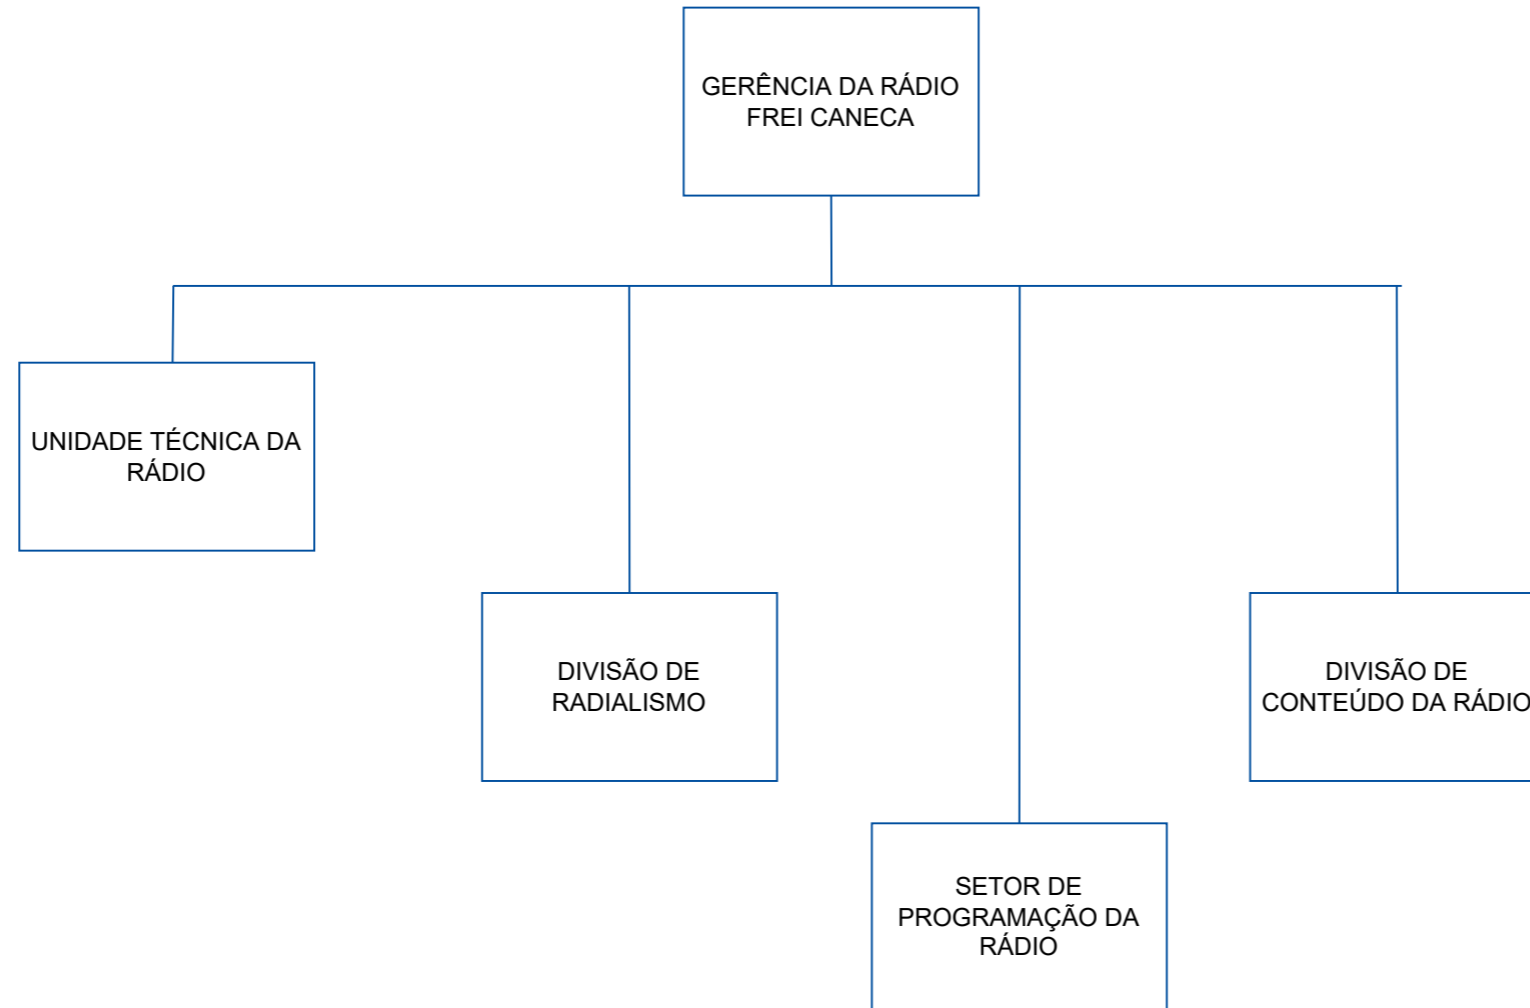 GERÊNCIA DA RÁDIO
FREI CANECA
UNIDADE TÉCNICA DA
RÁDIO
DIVISÃO DE
RADIALISMO
DIVISÃO DE
CONTEÚDO DA RÁDIO
SETOR DE
PROGRAMAÇÃO DA
RÁDIO